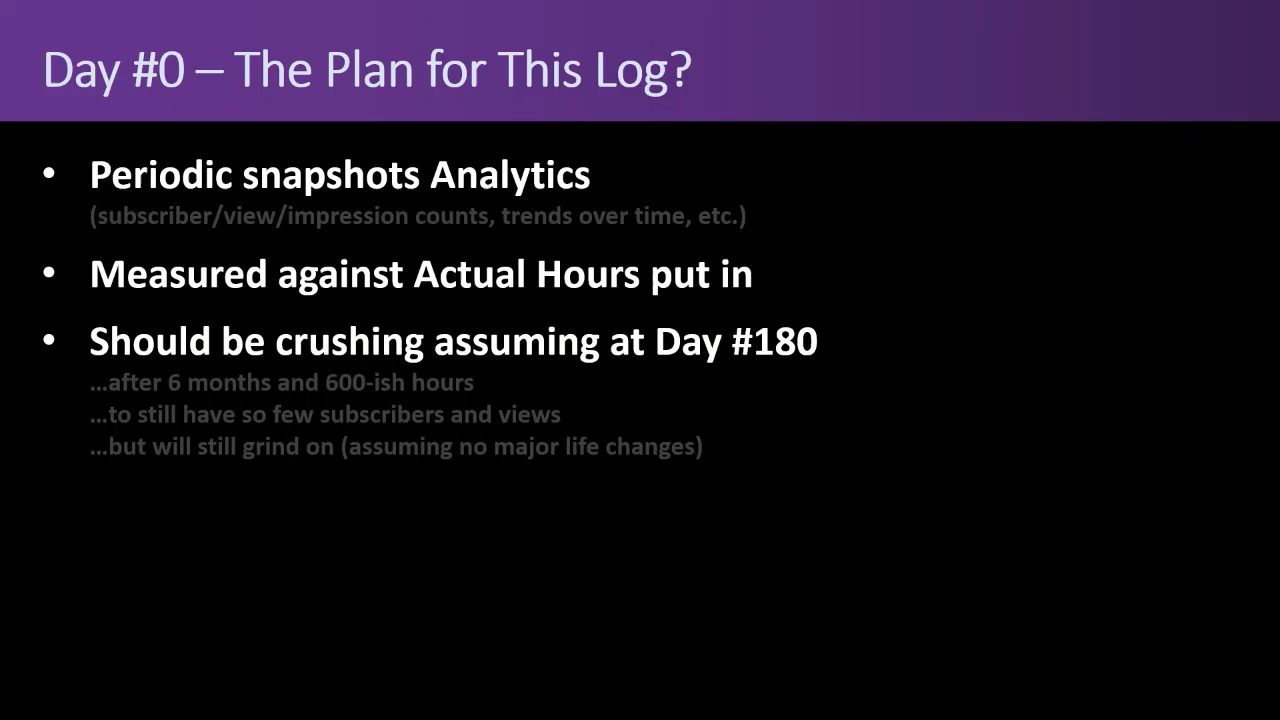 Day #0 – The Plan for This Log?
• Periodic snapshots Analytics
(subscriber/view/impression counts, trends over time, etc.)
• Measured against Actual Hours put in
• Should be crushing assuming at Day #180
…after 6 months and 600-ish hours
…to still have so few subscribers and views
…but will still grind on (assuming no major life changes)